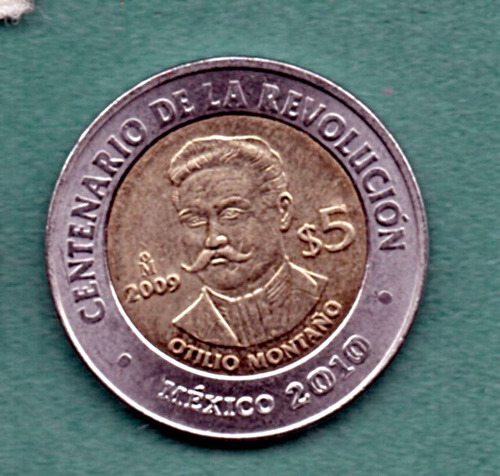 CENTENARIO DE LA REVOLUCIÓN
$5
M
2009
OTILIO MONTAÑO
MÉXICO 2010